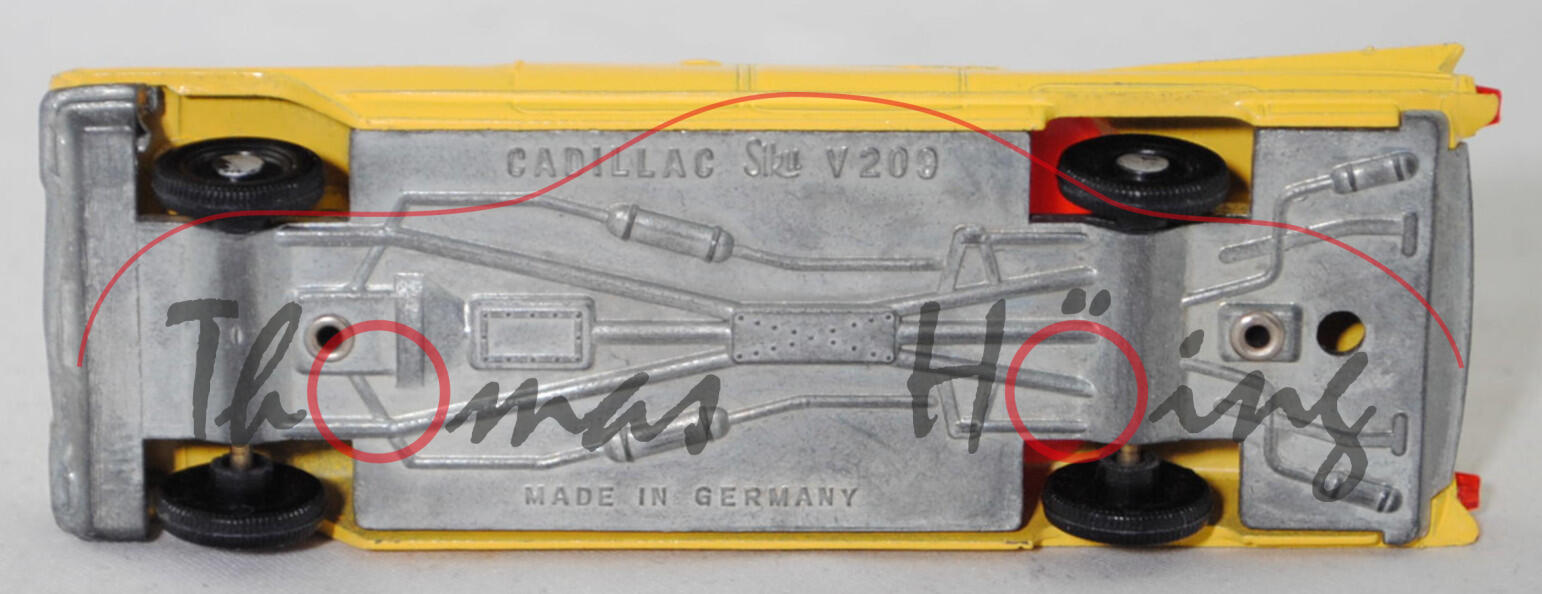 CADILLAC Siku V209
Thomas Höing
MADE IN GERMANY